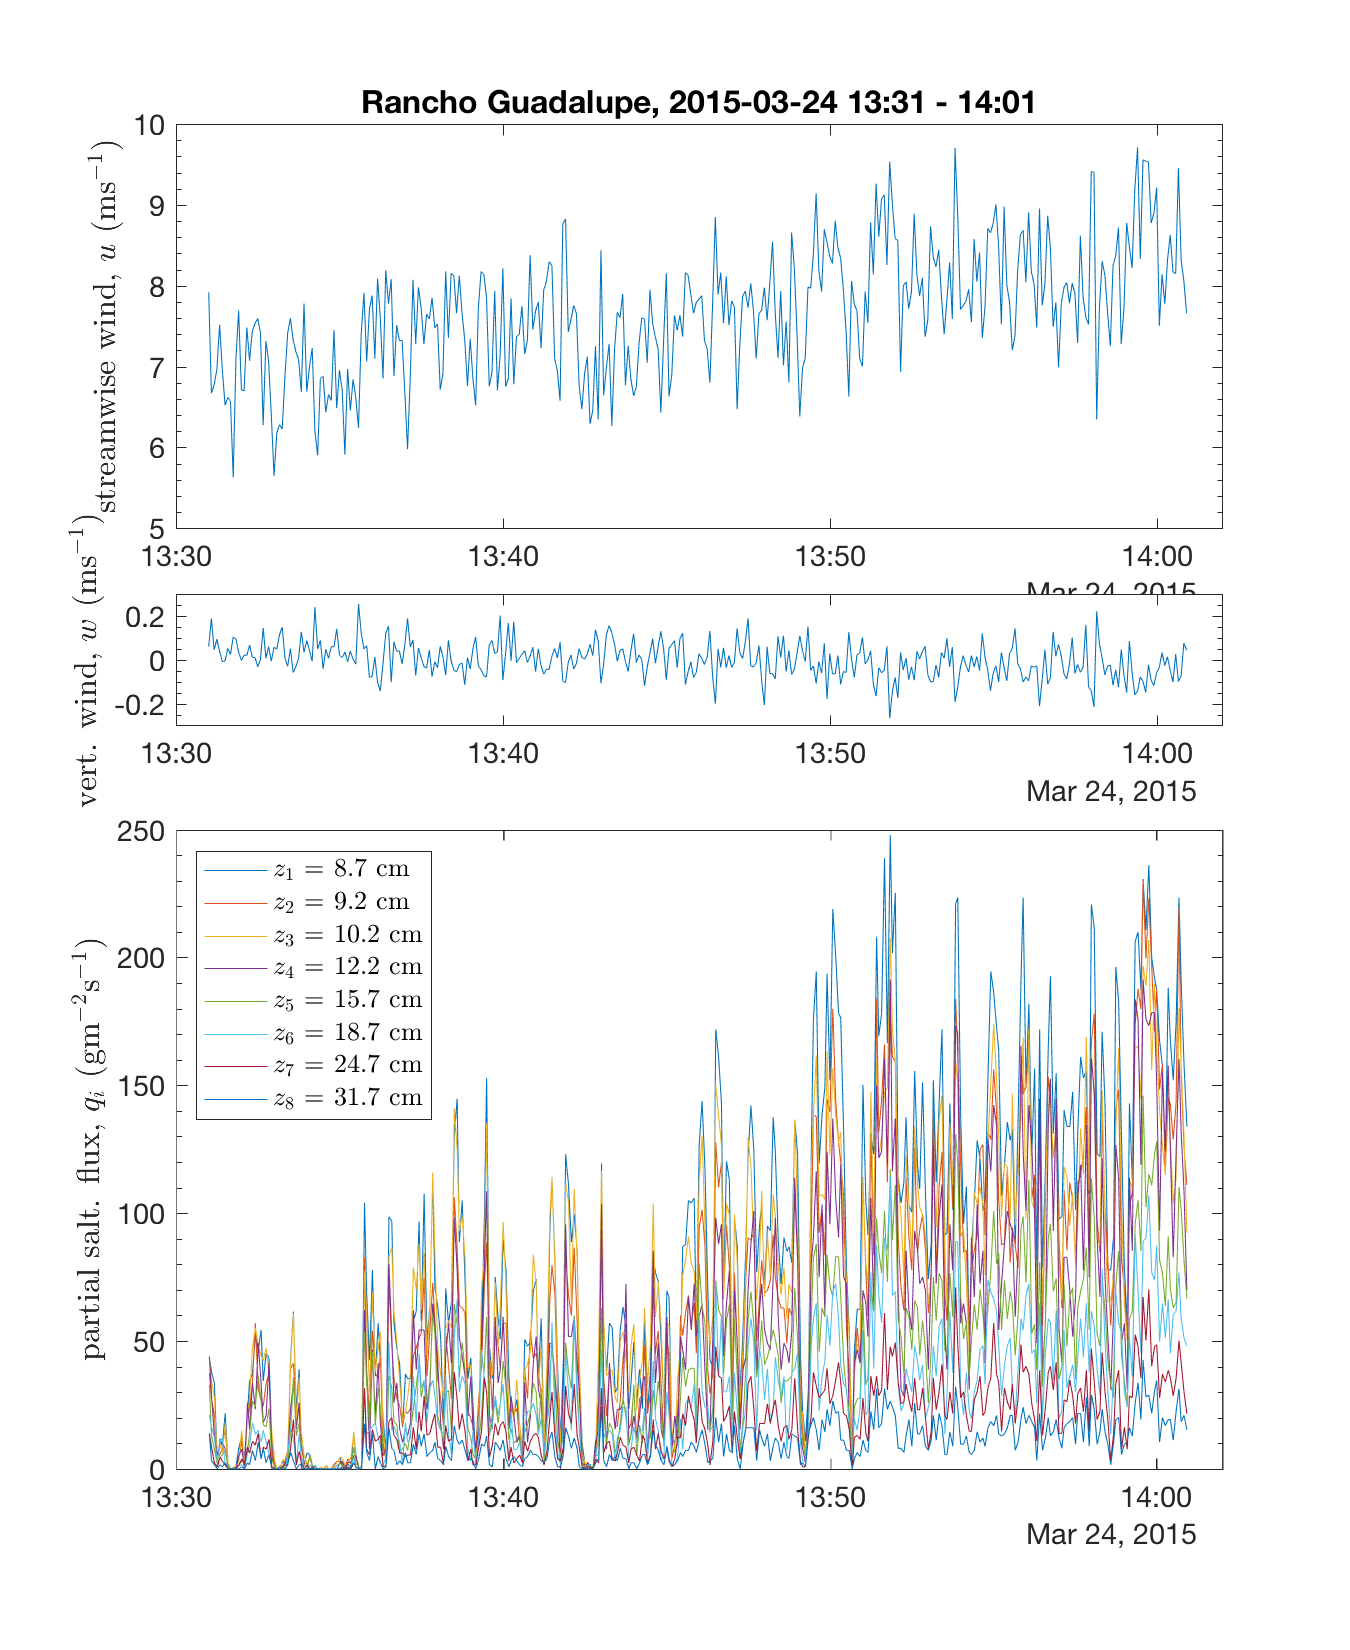 Rancho Guadalupe, 2015-03-24 13:31 - 14:01
streamwise wind, u (ms⁻¹)
10
9
8
7
6
5
13:30 13:40 13:50 14:00
Mar 24, 2015
vert. wind, w (ms⁻¹)
0.2
0
-0.2
13:30 13:40 13:50 14:00
Mar 24, 2015
partial salt. flux, qᵢ (gm⁻²s⁻¹)
250
200
150
100
50
0
z₁ = 8.7 cm
z₂ = 9.2 cm
z₃ = 10.2 cm
z₄ = 12.2 cm
z₅ = 15.7 cm
z₆ = 18.7 cm
z₇ = 24.7 cm
z₈ = 31.7 cm
13:30 13:40 13:50 14:00
Mar 24, 2015